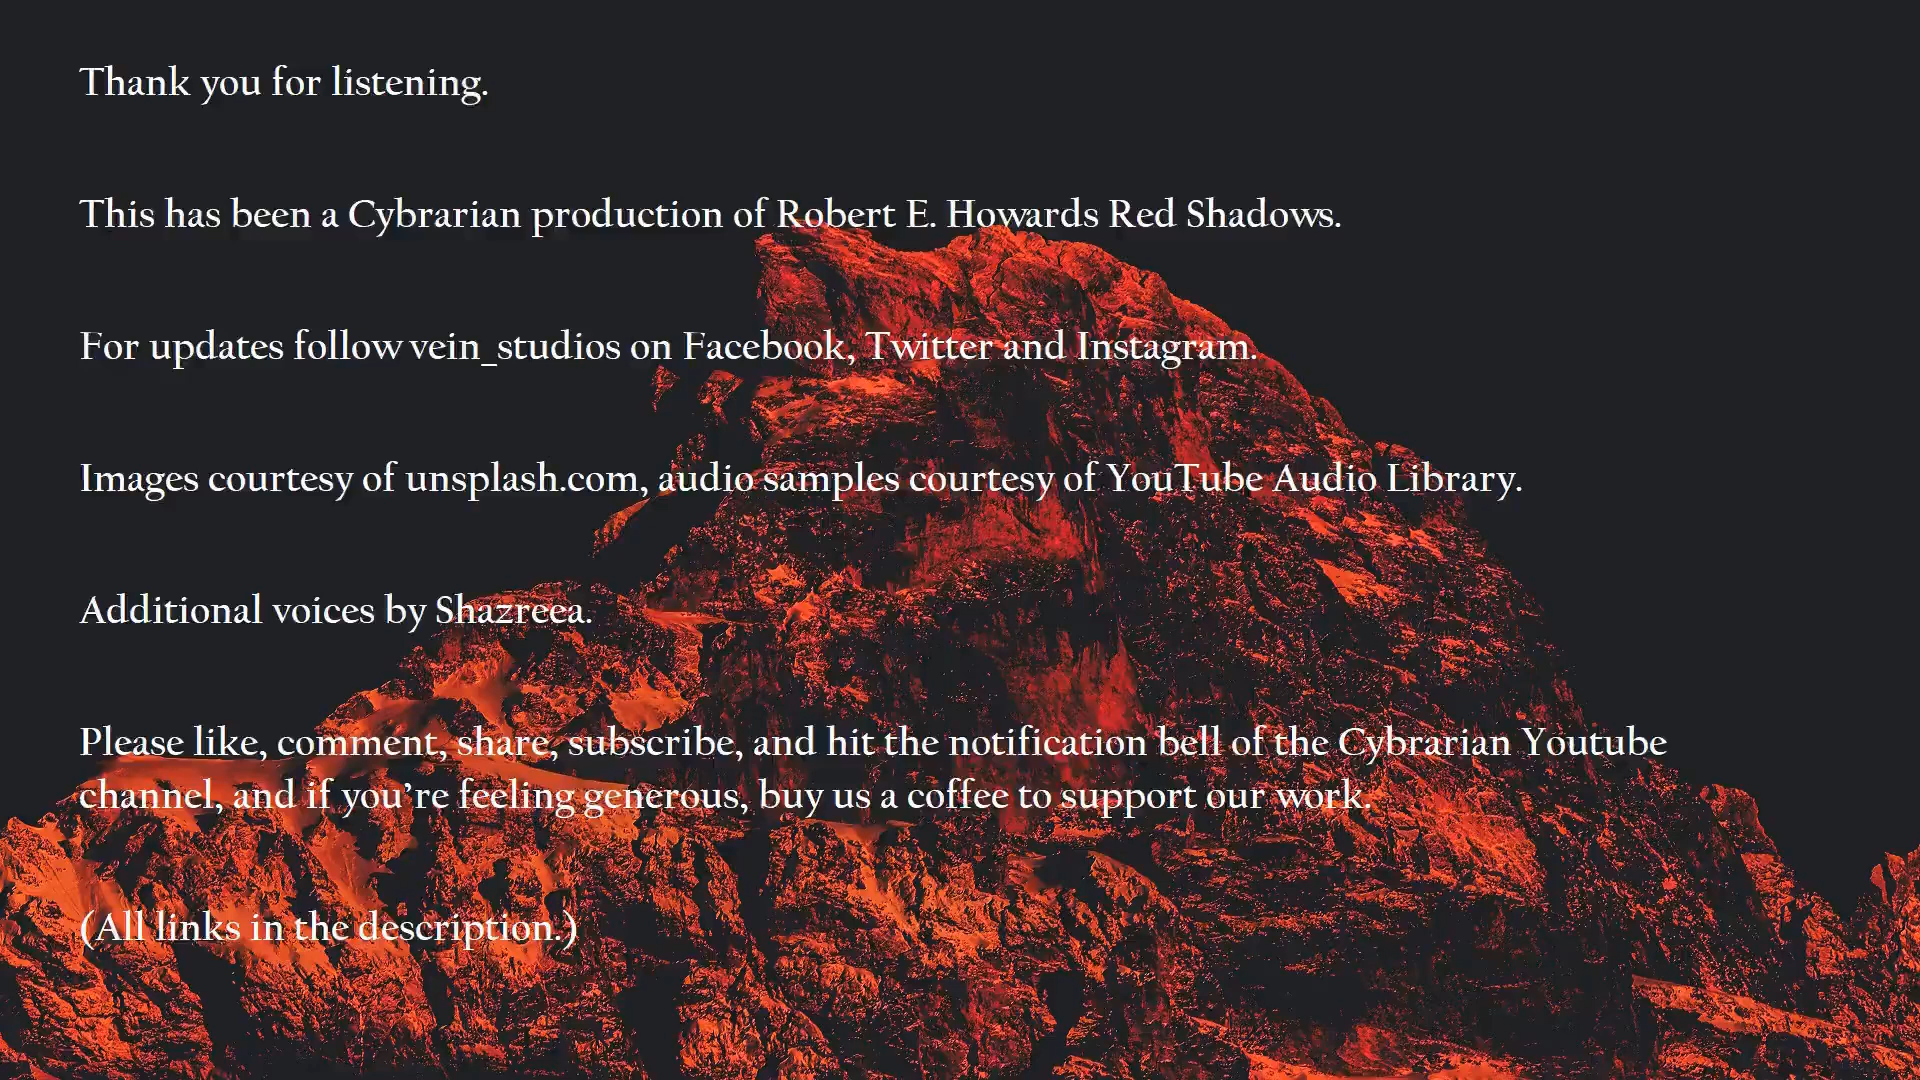 Thank you for listening.
This has been a Cybrarian production of Robert E. Howards Red Shadows.
For updates follow vein_studios on Facebook, Twitter and Instagram.
Images courtesy of unsplash.com, audio samples courtesy of YouTube Audio Library.
Additional voices by Shazreea.
Please like, comment, share, subscribe, and hit the notification bell of the Cybrarian Youtube
channel, and if you’re feeling generous, buy us a coffee to support our work.
(All links in the description.)